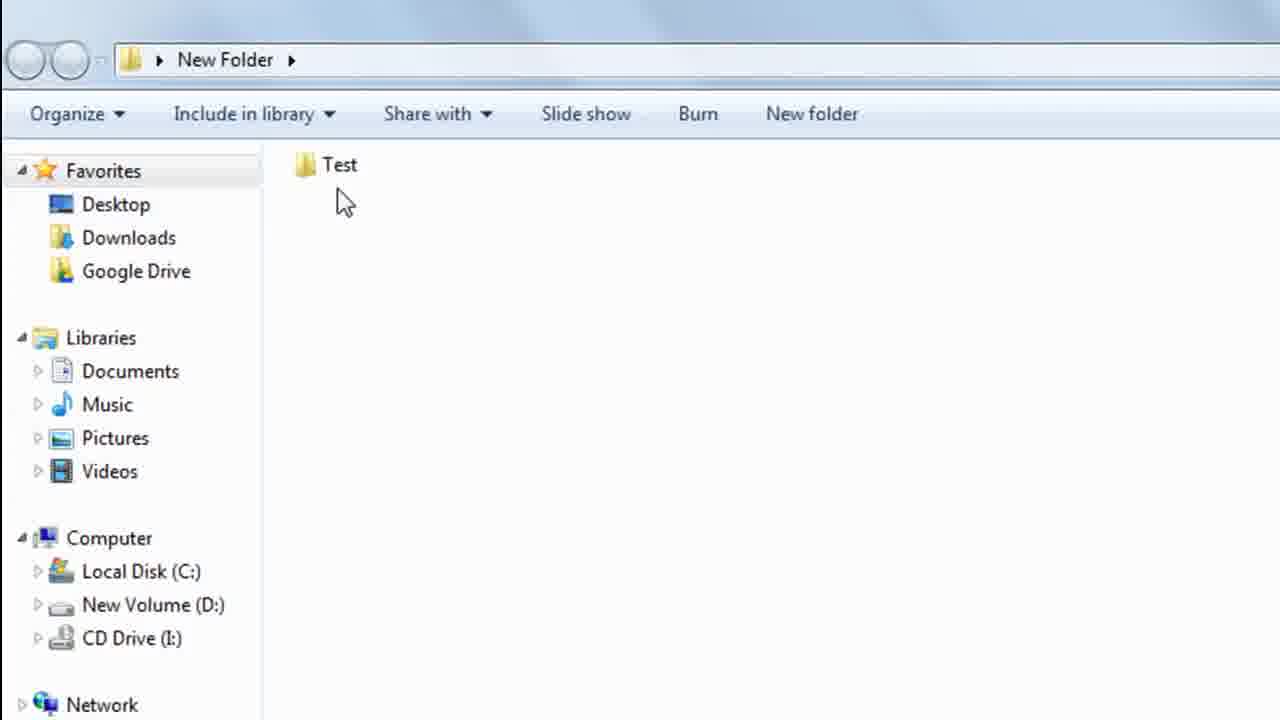 New Folder
Organize Include in library Share with Slide show Burn New folder
Favorites
Desktop
Downloads
Google Drive
Libraries
Documents
Music
Pictures
Videos
Computer
Local Disk (C:)
New Volume (D:)
CD Drive (I:)
Network
Test